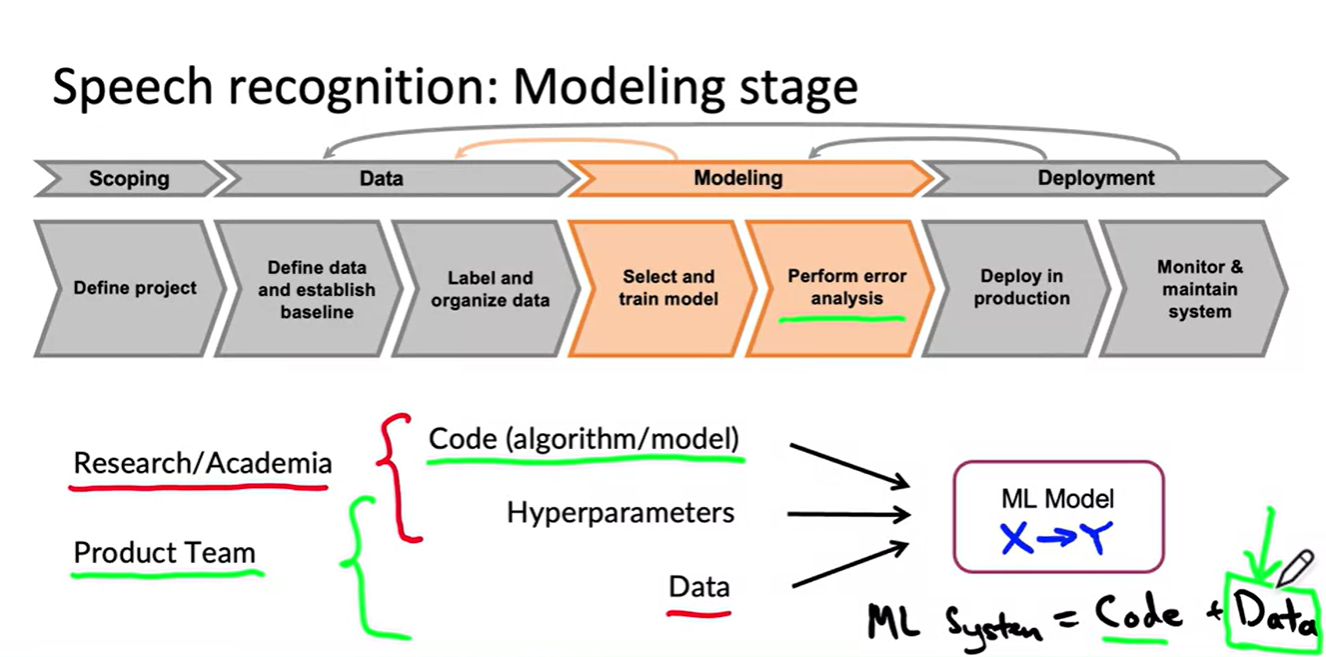 Speech recognition: Modeling stage
Scoping
Data
Modeling
Deployment
Define project
Define data
and establish
baseline
Label and
organize data
Select and
train model
Perform error
analysis
Deploy in
production
Monitor &
maintain
system
Research/Academia
Product Team
Code (algorithm/model)
Hyperparameters
Data
ML Model
X→Y
ML System = Code + Data